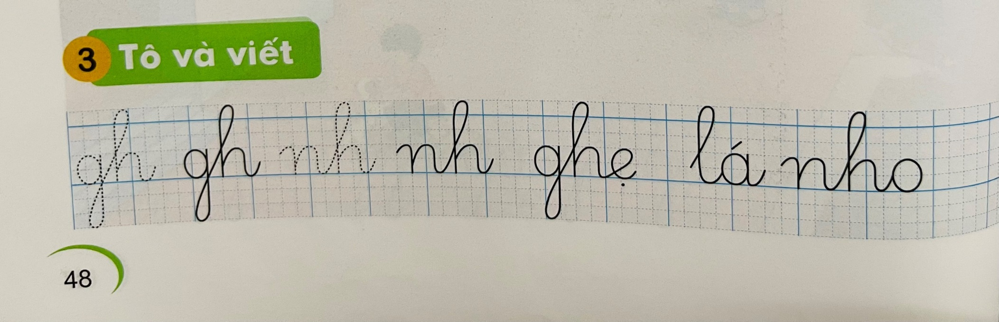 3 Tô và viết
gh gh nh nh ghẹ lá nho
48